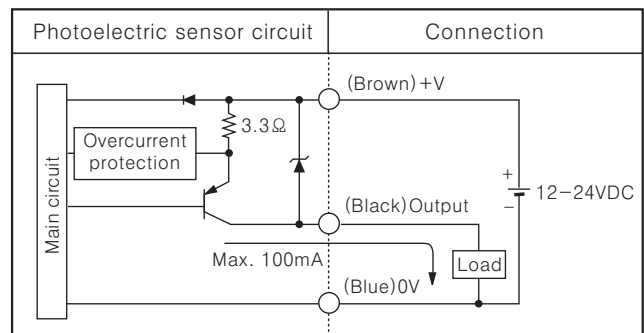 Photoelectric sensor circuit
Connection
(Brown)+V
3.3Ω
Overcurrent
protection
Main circuit
+
12-24VDC
-
(Black)Output
Max. 100mA
Load
(Blue)0V